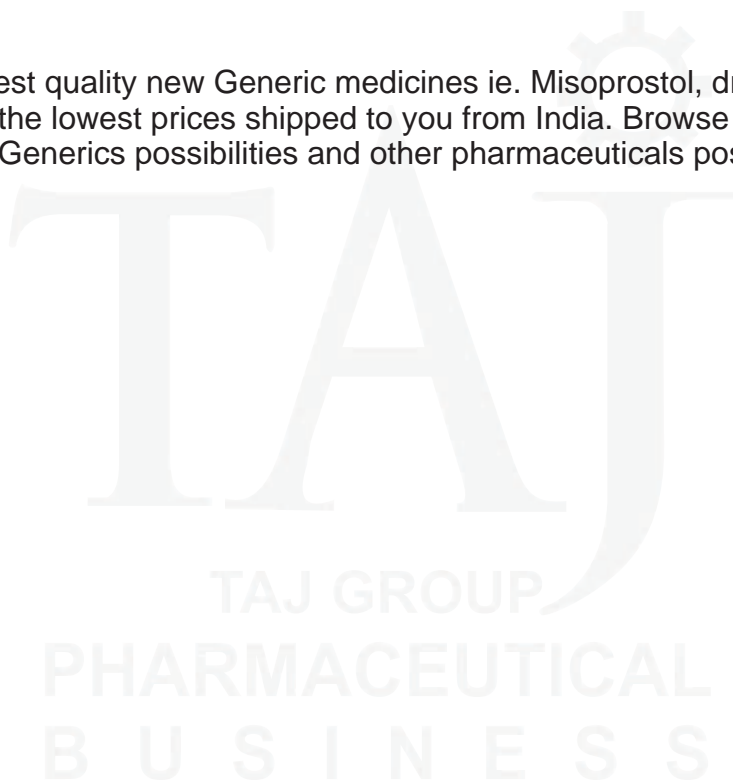 est quality new Generic medicines ie. Misoprostol, dr
the lowest prices shipped to you from India. Browse
Generics possibilities and other pharmaceuticals pos
TAJ
TAJ GROUP
PHARMACEUTICAL
BUSINESS